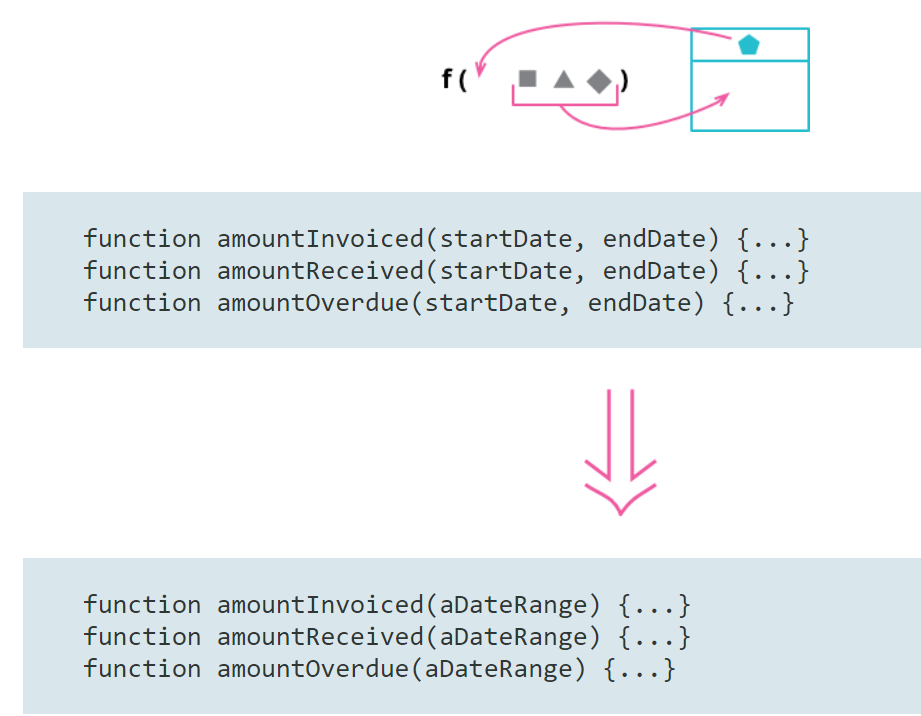 f ( )
function amountInvoiced(startDate, endDate) {...}
function amountReceived(startDate, endDate) {...}
function amountOverdue(startDate, endDate) {...}
function amountInvoiced(aDateRange) {...}
function amountReceived(aDateRange) {...}
function amountOverdue(aDateRange) {...}